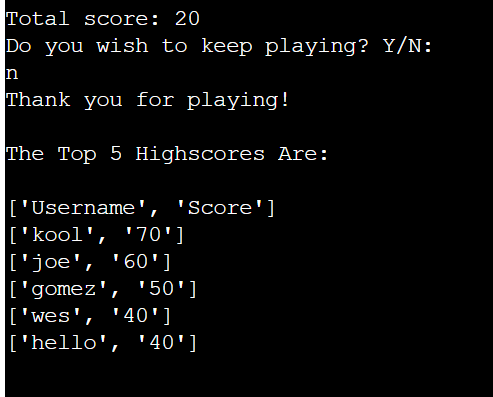 Total score: 20
Do you wish to keep playing? Y/N:
n
Thank you for playing!
The Top 5 Highscores Are:
['Username', 'Score']
['kool', '70']
['joe', '60']
['gomez', '50']
['wes', '40']
['hello', '40']